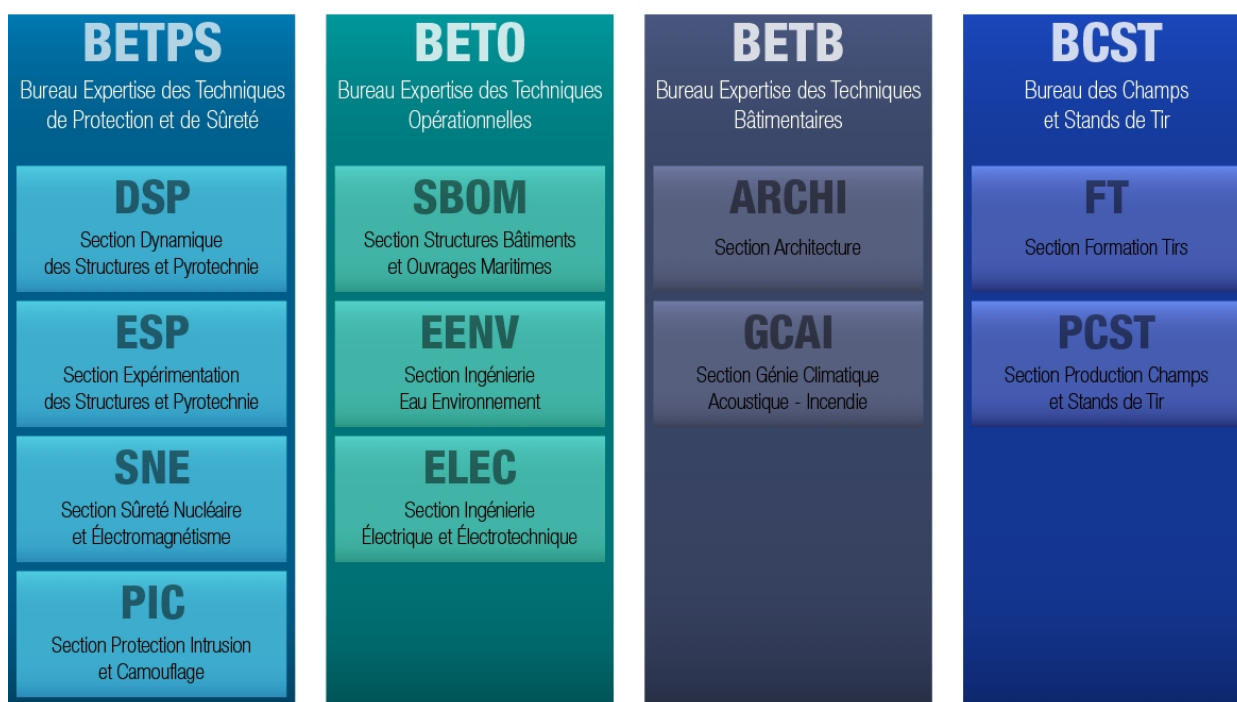 BETPS
Bureau Expertise des Techniques
de Protection et de Sûreté
DSP
Section Dynamique
des Structures et Pyrotechnie
ESP
Section Expérimentation
des Structures et Pyrotechnie
SNE
Section Sûreté Nucléaire
et Électromagnétisme
PIC
Section Protection Intrusion
et Camouflage
BETO
Bureau Expertise des Techniques
Opérationnelles
SBOM
Section Structures Bâtiments
et Ouvrages Maritimes
EENV
Section Ingénierie
Eau Environnement
ELEC
Section Ingénierie
Électrique et Électrotechnique
BETB
Bureau Expertise des Techniques
Bâtimentaires
ARCHI
Section Architecture
GCAI
Section Génie Climatique
Acoustique - Incendie
BCST
Bureau des Champs
et Stands de Tir
FT
Section Formation Tirs
PCST
Section Production Champs
et Stands de Tir